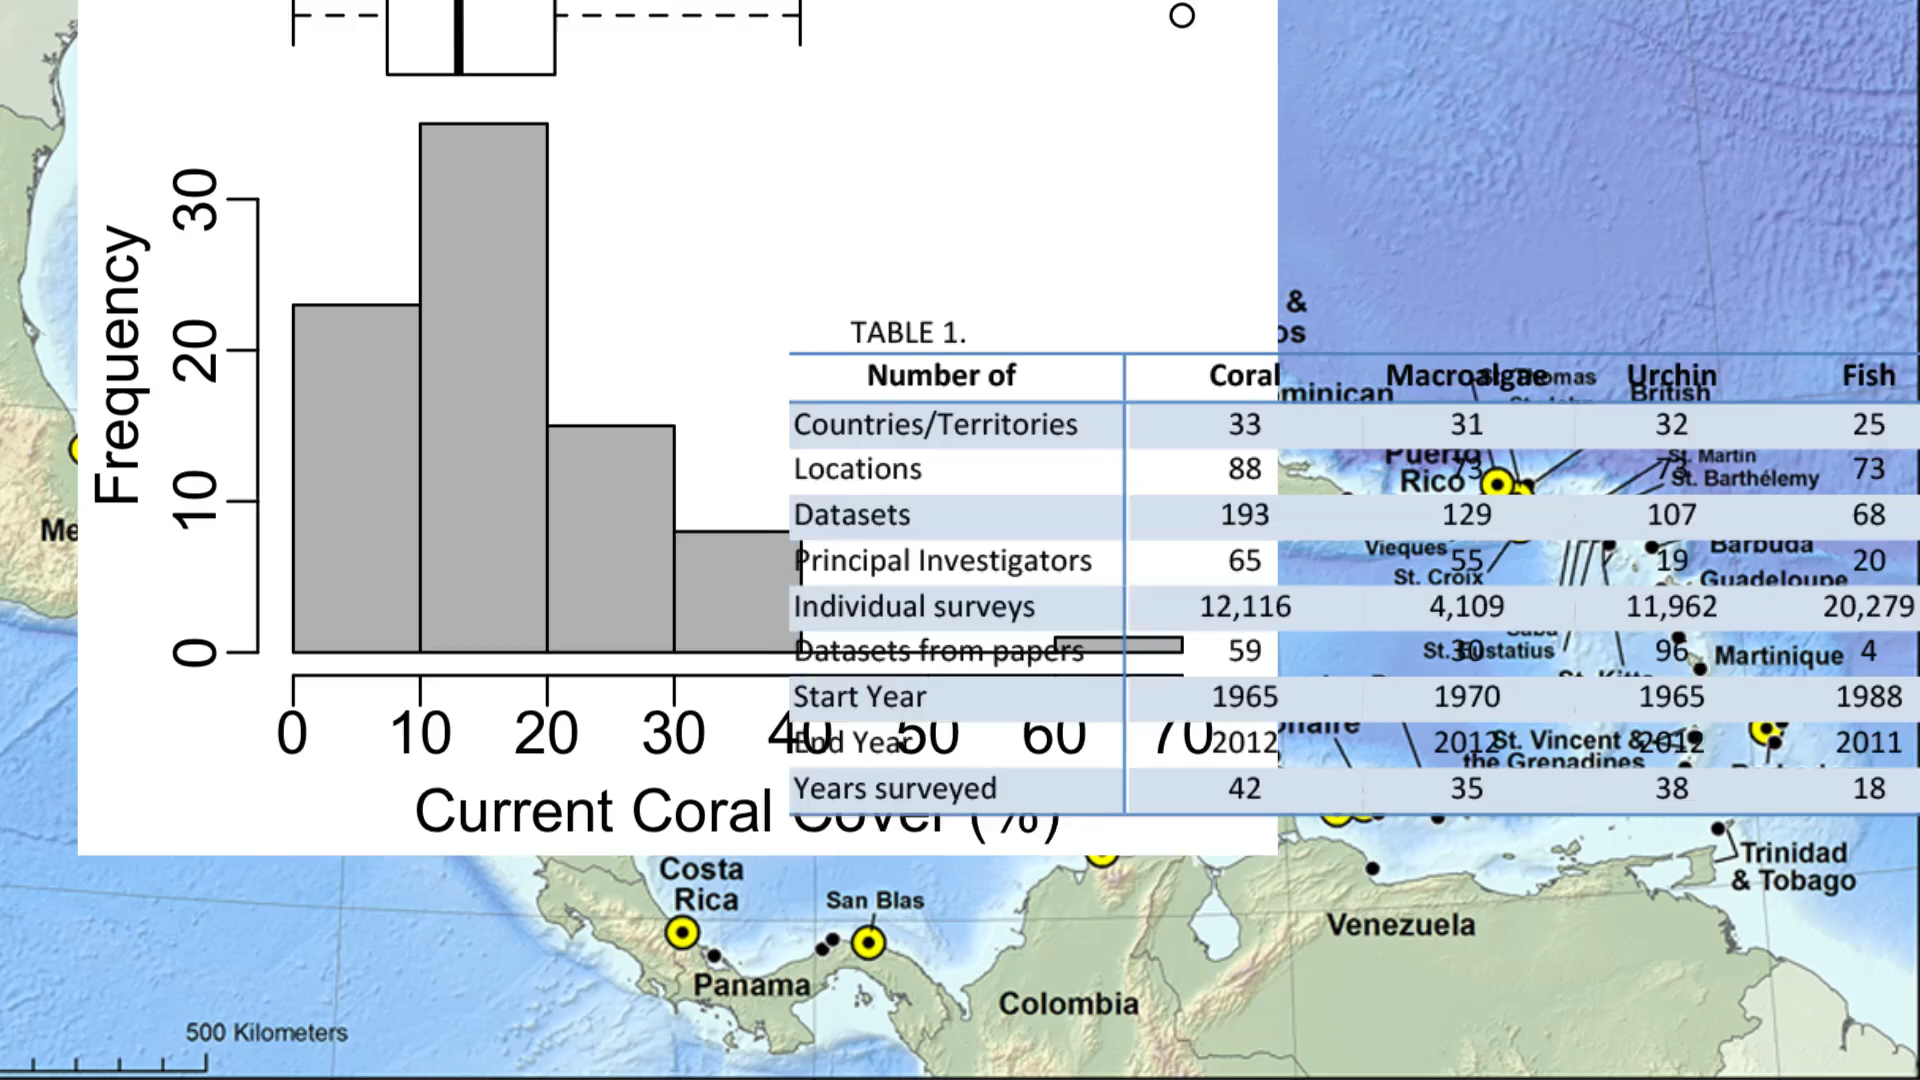 30
20
10
0
Frequency
0 10 20 30 40 50 60 70
Current Coral Cover (%)
TABLE 1.
Number of Coral Macroalgae Urchin Fish
Countries/Territories 33 31 32 25
Locations 88 73 73 73
Datasets 193 129 107 68
Principal Investigators 65 55 19 20
Individual surveys 12,116 4,109 11,962 20,279
Datasets from papers 59 30 96 4
Start Year 1965 1970 1965 1988
End Year 2012 2012 2012 2011
Years surveyed 42 35 38 18
&
British
Puerto
Rico
St. Martin
St. Barthélemy
Vieques
St. Croix
Barbuda
Guadeloupe
St. Eustatius
Martinique
St. Vincent &
the Grenadines
Trinidad
& Tobago
Costa
Rica
San Blas
Panama
Colombia
Venezuela
500 Kilometers